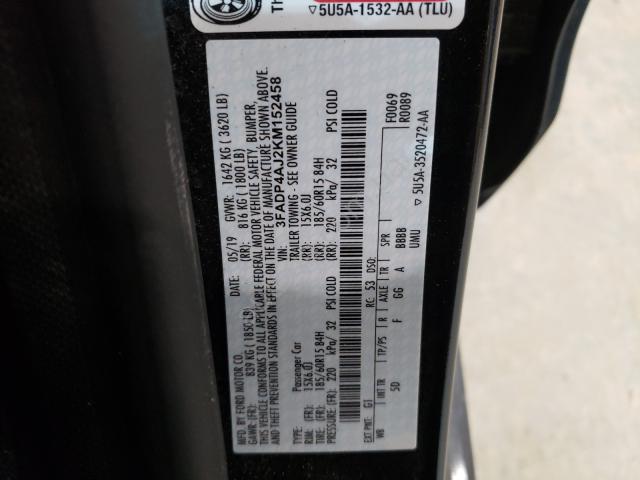 TH
▽5U5A-1532-AA (TLU)
MFD. BY FORD MOTOR CO.
DATE: 05/19 GVWR: 1642 KG ( 3620 LB)
GAWR: (FR): 839 KG ( 1850 LB) (RR): 816 KG (1800 LB)
THIS VEHICLE CONFORMS TO ALL APPLICABLE FEDERAL MOTOR VEHICLE SAFETY, BUMPER,
AND THEFT PREVENTION STANDARDS IN EFFECT ON THE DATE OF MANUFACTURE SHOWN ABOVE.
VIN: 3FADP4AJ2KM152458
TYPE: Passenger Car TRAILER TOWING - SEE OWNER GUIDE
RIM: (FR): 15X6.0J (RR): 15X6.0J
TIRE: (FR): 185/60R15 84H (RR): 185/60R15 84H
PRESSURE: (FR): 220 kPa/ 32 PSI COLD (RR): 220 kPa/ 32 PSI COLD
EXT PNT: G1 RC: 53 DSO: F0069
R0089
WB INT TR TP/PS R AXLE TR SPR
5D F GG A BBBB
UMU
▽5U5A-3520472-AA